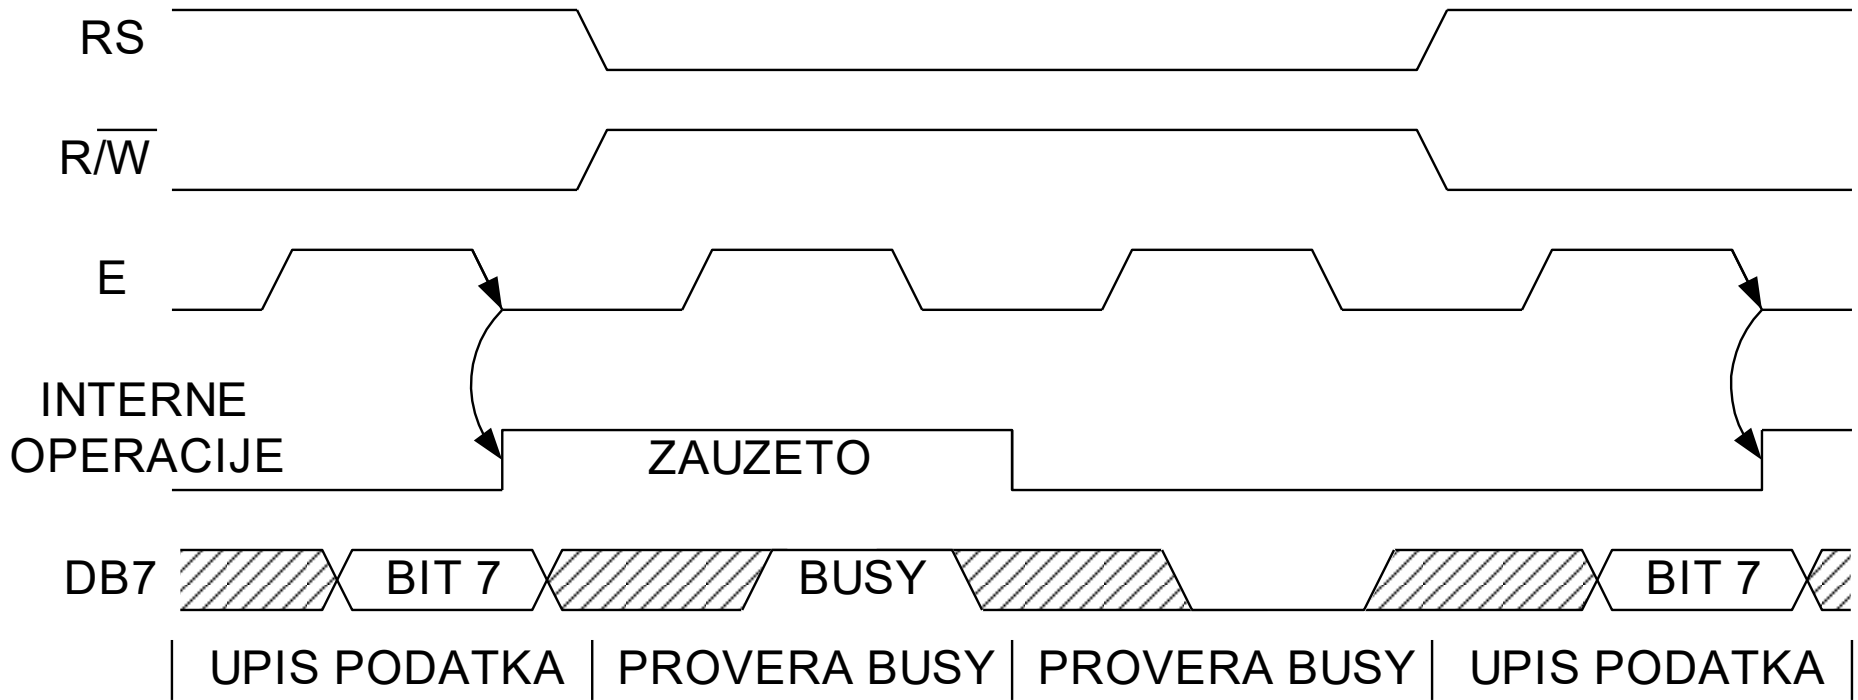 RS
R/W̅
E
INTERNE
OPERACIJE
ZAUZETO
DB7
BIT 7
BUSY
BIT 7
UPIS PODATKA
PROVERA BUSY
PROVERA BUSY
UPIS PODATKA